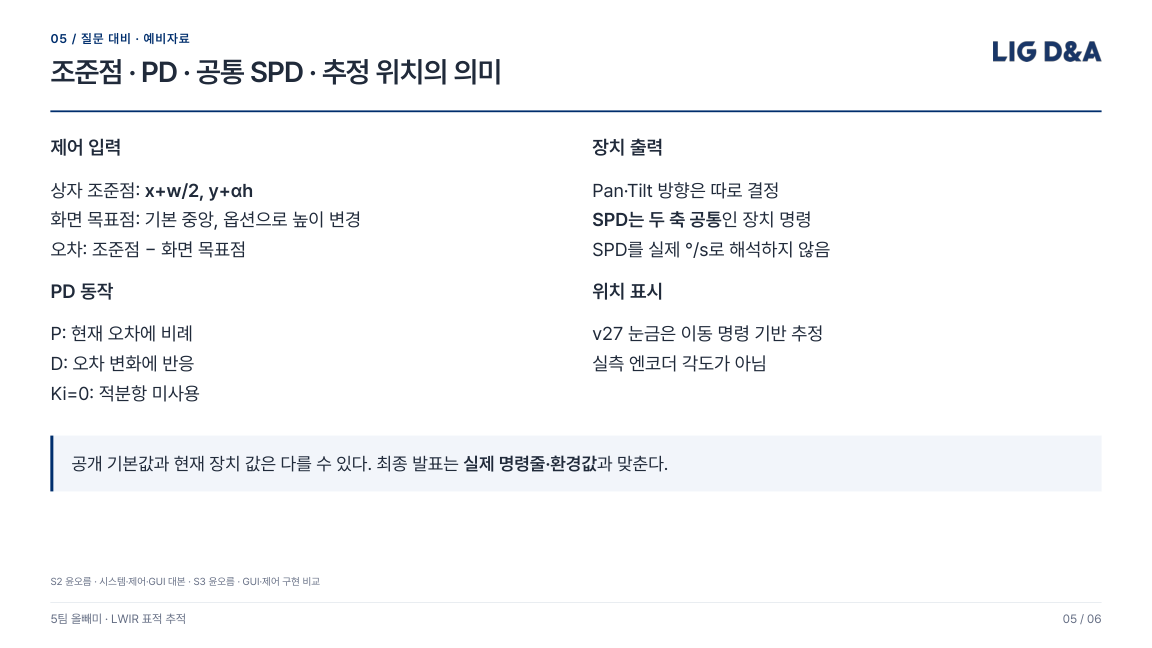 05 / 질문 대비 · 예비자료
조준점 · PD · 공통 SPD · 추정 위치의 의미
LIG D&A
제어 입력
상자 조준점: x+w/2, y+αh
화면 목표점: 기본 중앙, 옵션으로 높이 변경
오차: 조준점 − 화면 목표점
PD 동작
P: 현재 오차에 비례
D: 오차 변화에 반응
Ki=0: 적분항 미사용
장치 출력
Pan·Tilt 방향은 따로 결정
SPD는 두 축 공통인 장치 명령
SPD를 실제 °/s로 해석하지 않음
위치 표시
v27 눈금은 이동 명령 기반 추정
실측 엔코더 각도가 아님
공개 기본값과 현재 장치 값은 다를 수 있다. 최종 발표는 실제 명령줄·환경값과 맞춘다.
S2 윤오름 · 시스템·제어·GUI 대본 · S3 윤오름 · GUI·제어 구현 비교
5팀 올빼미 · LWIR 표적 추적
05 / 06